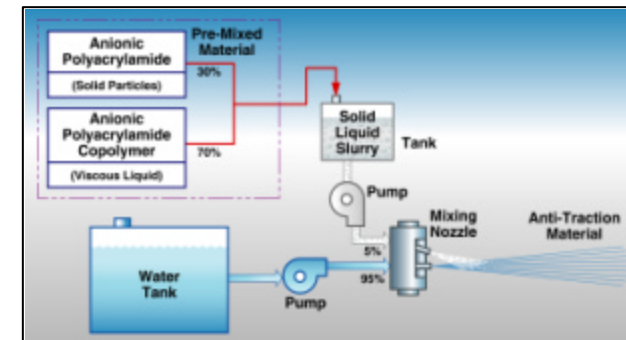 Anionic
Polyacrylamide
(Solid Particles)
Pre-Mixed
Material
30%
Anionic
Polyacrylamide
Copolymer
(Viscous Liquid)
70%
Solid
Liquid
Slurry
Tank
Pump
Mixing
Nozzle
Anti-Traction
Material
5%
95%
Water
Tank
Pump